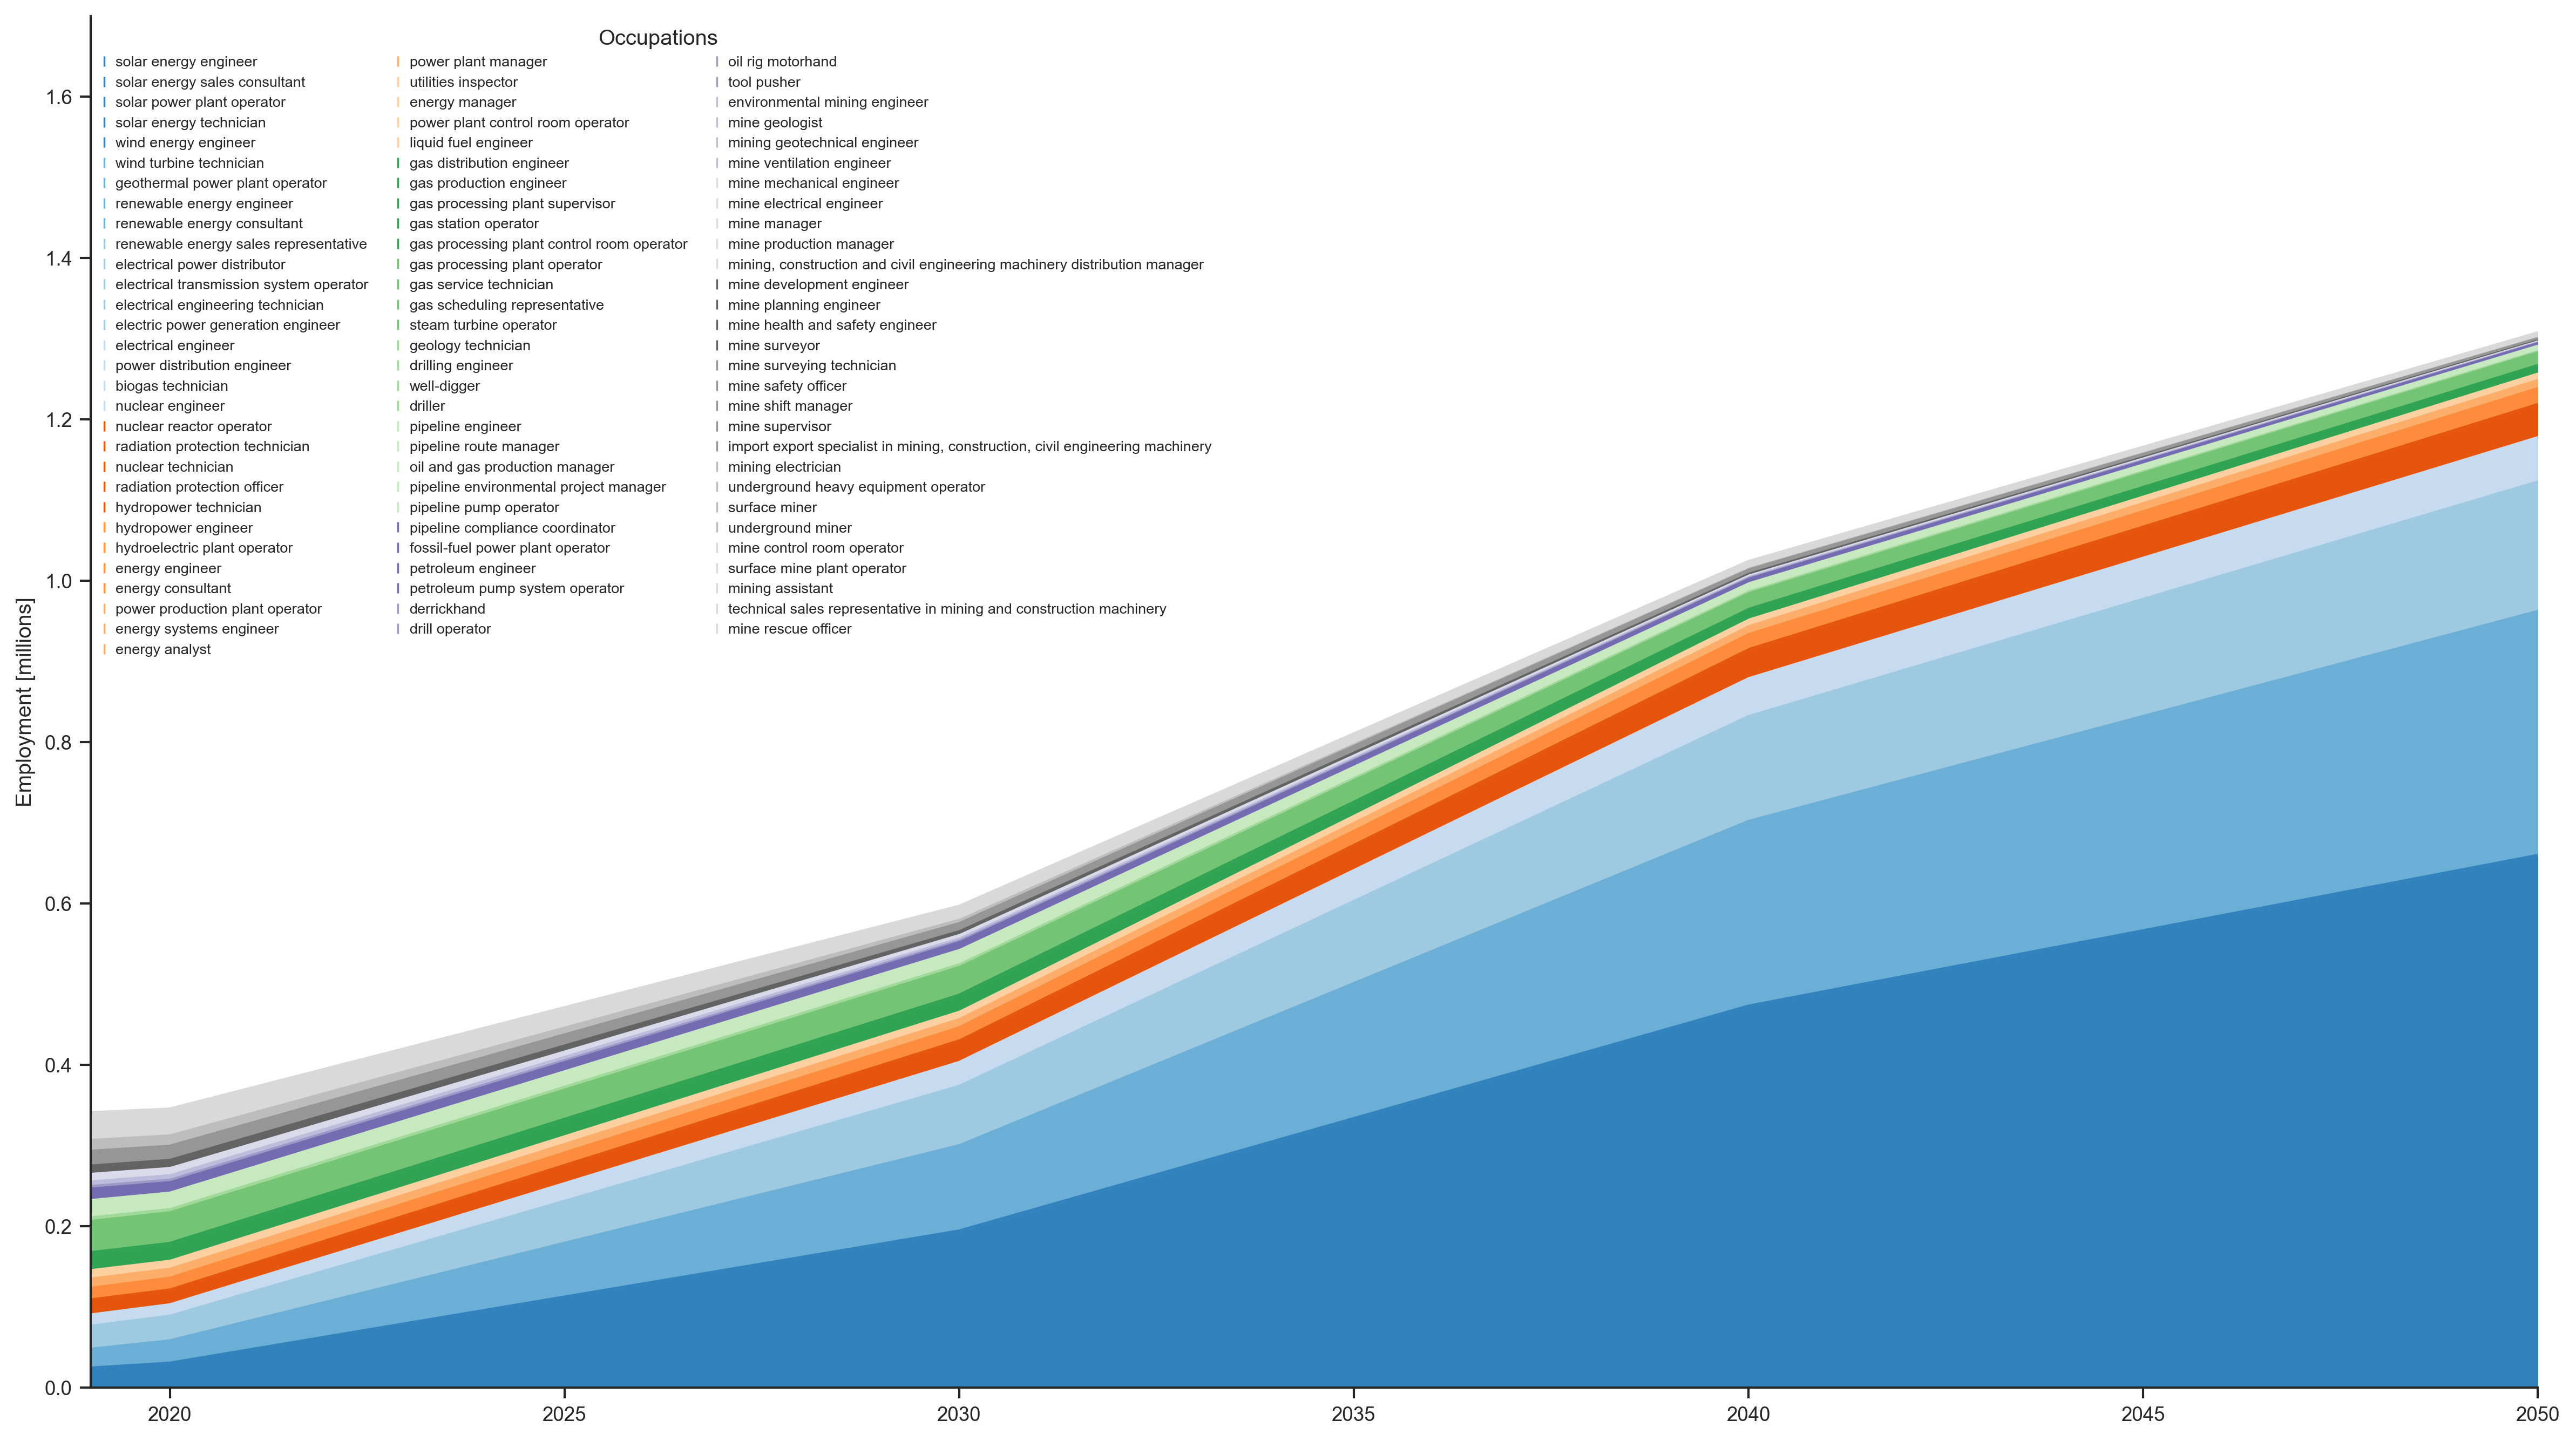 Occupations
solar energy engineer
solar energy sales consultant
solar power plant operator
solar energy technician
wind energy engineer
wind turbine technician
geothermal power plant operator
renewable energy engineer
renewable energy consultant
renewable energy sales representative
electrical power distributor
electrical transmission system operator
electrical engineering technician
electric power generation engineer
electrical engineer
power distribution engineer
biogas technician
nuclear engineer
nuclear reactor operator
radiation protection technician
nuclear technician
radiation protection officer
hydropower technician
hydropower engineer
hydroelectric plant operator
energy engineer
energy consultant
power production plant operator
energy systems engineer
energy analyst
power plant manager
utilities inspector
energy manager
power plant control room operator
liquid fuel engineer
gas distribution engineer
gas production engineer
gas processing plant supervisor
gas station operator
gas processing plant control room operator
gas processing plant operator
gas service technician
gas scheduling representative
steam turbine operator
geology technician
drilling engineer
well-digger
driller
pipeline engineer
pipeline route manager
oil and gas production manager
pipeline environmental project manager
pipeline pump operator
pipeline compliance coordinator
fossil-fuel power plant operator
petroleum engineer
petroleum pump system operator
derrickhand
drill operator
oil rig motorhand
tool pusher
environmental mining engineer
mine geologist
mining geotechnical engineer
mine ventilation engineer
mine mechanical engineer
mine electrical engineer
mine manager
mine production manager
mining, construction and civil engineering machinery distribution manager
mine development engineer
mine planning engineer
mine health and safety engineer
mine surveyor
mine surveying technician
mine safety officer
mine shift manager
mine supervisor
import export specialist in mining, construction, civil engineering machinery
mining electrician
underground heavy equipment operator
surface miner
underground miner
mine control room operator
surface mine plant operator
mining assistant
technical sales representative in mining and construction machinery
mine rescue officer
Employment [millions]
1.6
1.4
1.2
1.0
0.8
0.6
0.4
0.2
0.0
2020
2025
2030
2035
2040
2045
2050